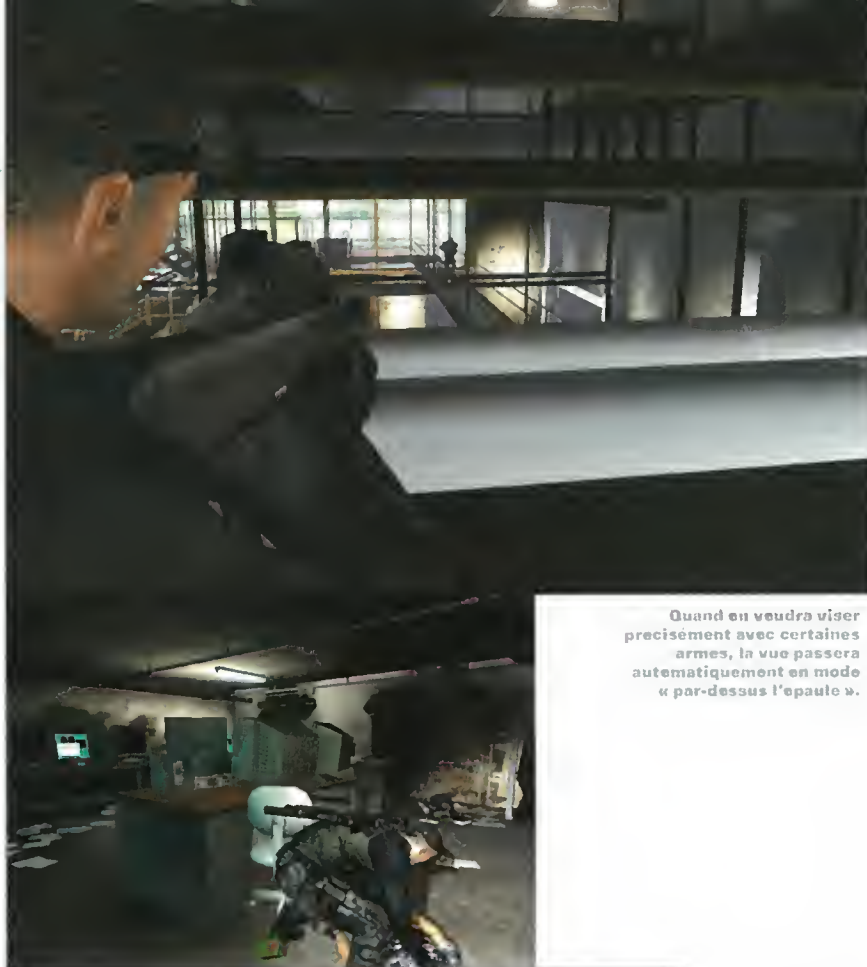 Quand on voudra viser
precisément avec certaines
armes, la vue passera
automatiquement en mode
« par-dessus l'epaule ».